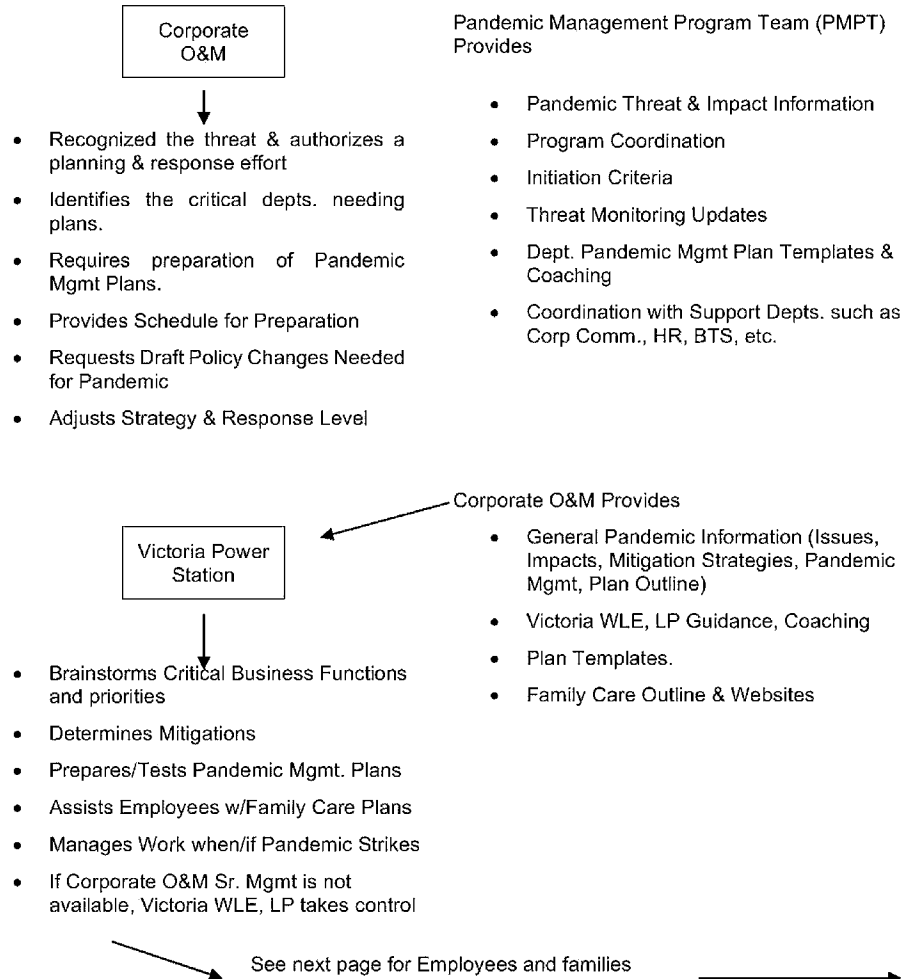 Corporate
O&M
• Recognized the threat & authorizes a
planning & response effort
• Identifies the critical depts. needing
plans.
• Requires preparation of Pandemic
Mgmt Plans.
• Provides Schedule for Preparation
• Requests Draft Policy Changes Needed
for Pandemic
• Adjusts Strategy & Response Level
Pandemic Management Program Team (PMPT)
Provides
• Pandemic Threat & Impact Information
• Program Coordination
• Initiation Criteria
• Threat Monitoring Updates
• Dept. Pandemic Mgmt Plan Templates &
Coaching
• Coordination with Support Depts. such as
Corp Comm., HR, BTS, etc.
Victoria Power
Station
• Brainstorms Critical Business Functions
and priorities
• Determines Mitigations
• Prepares/Tests Pandemic Mgmt. Plans
• Assists Employees w/Family Care Plans
• Manages Work when/if Pandemic Strikes
• If Corporate O&M Sr. Mgmt is not
available, Victoria WLE, LP takes control
Corporate O&M Provides
• General Pandemic Information (Issues,
Impacts, Mitigation Strategies, Pandemic
Mgmt, Plan Outline)
• Victoria WLE, LP Guidance, Coaching
• Plan Templates.
• Family Care Outline & Websites
See next page for Employees and families